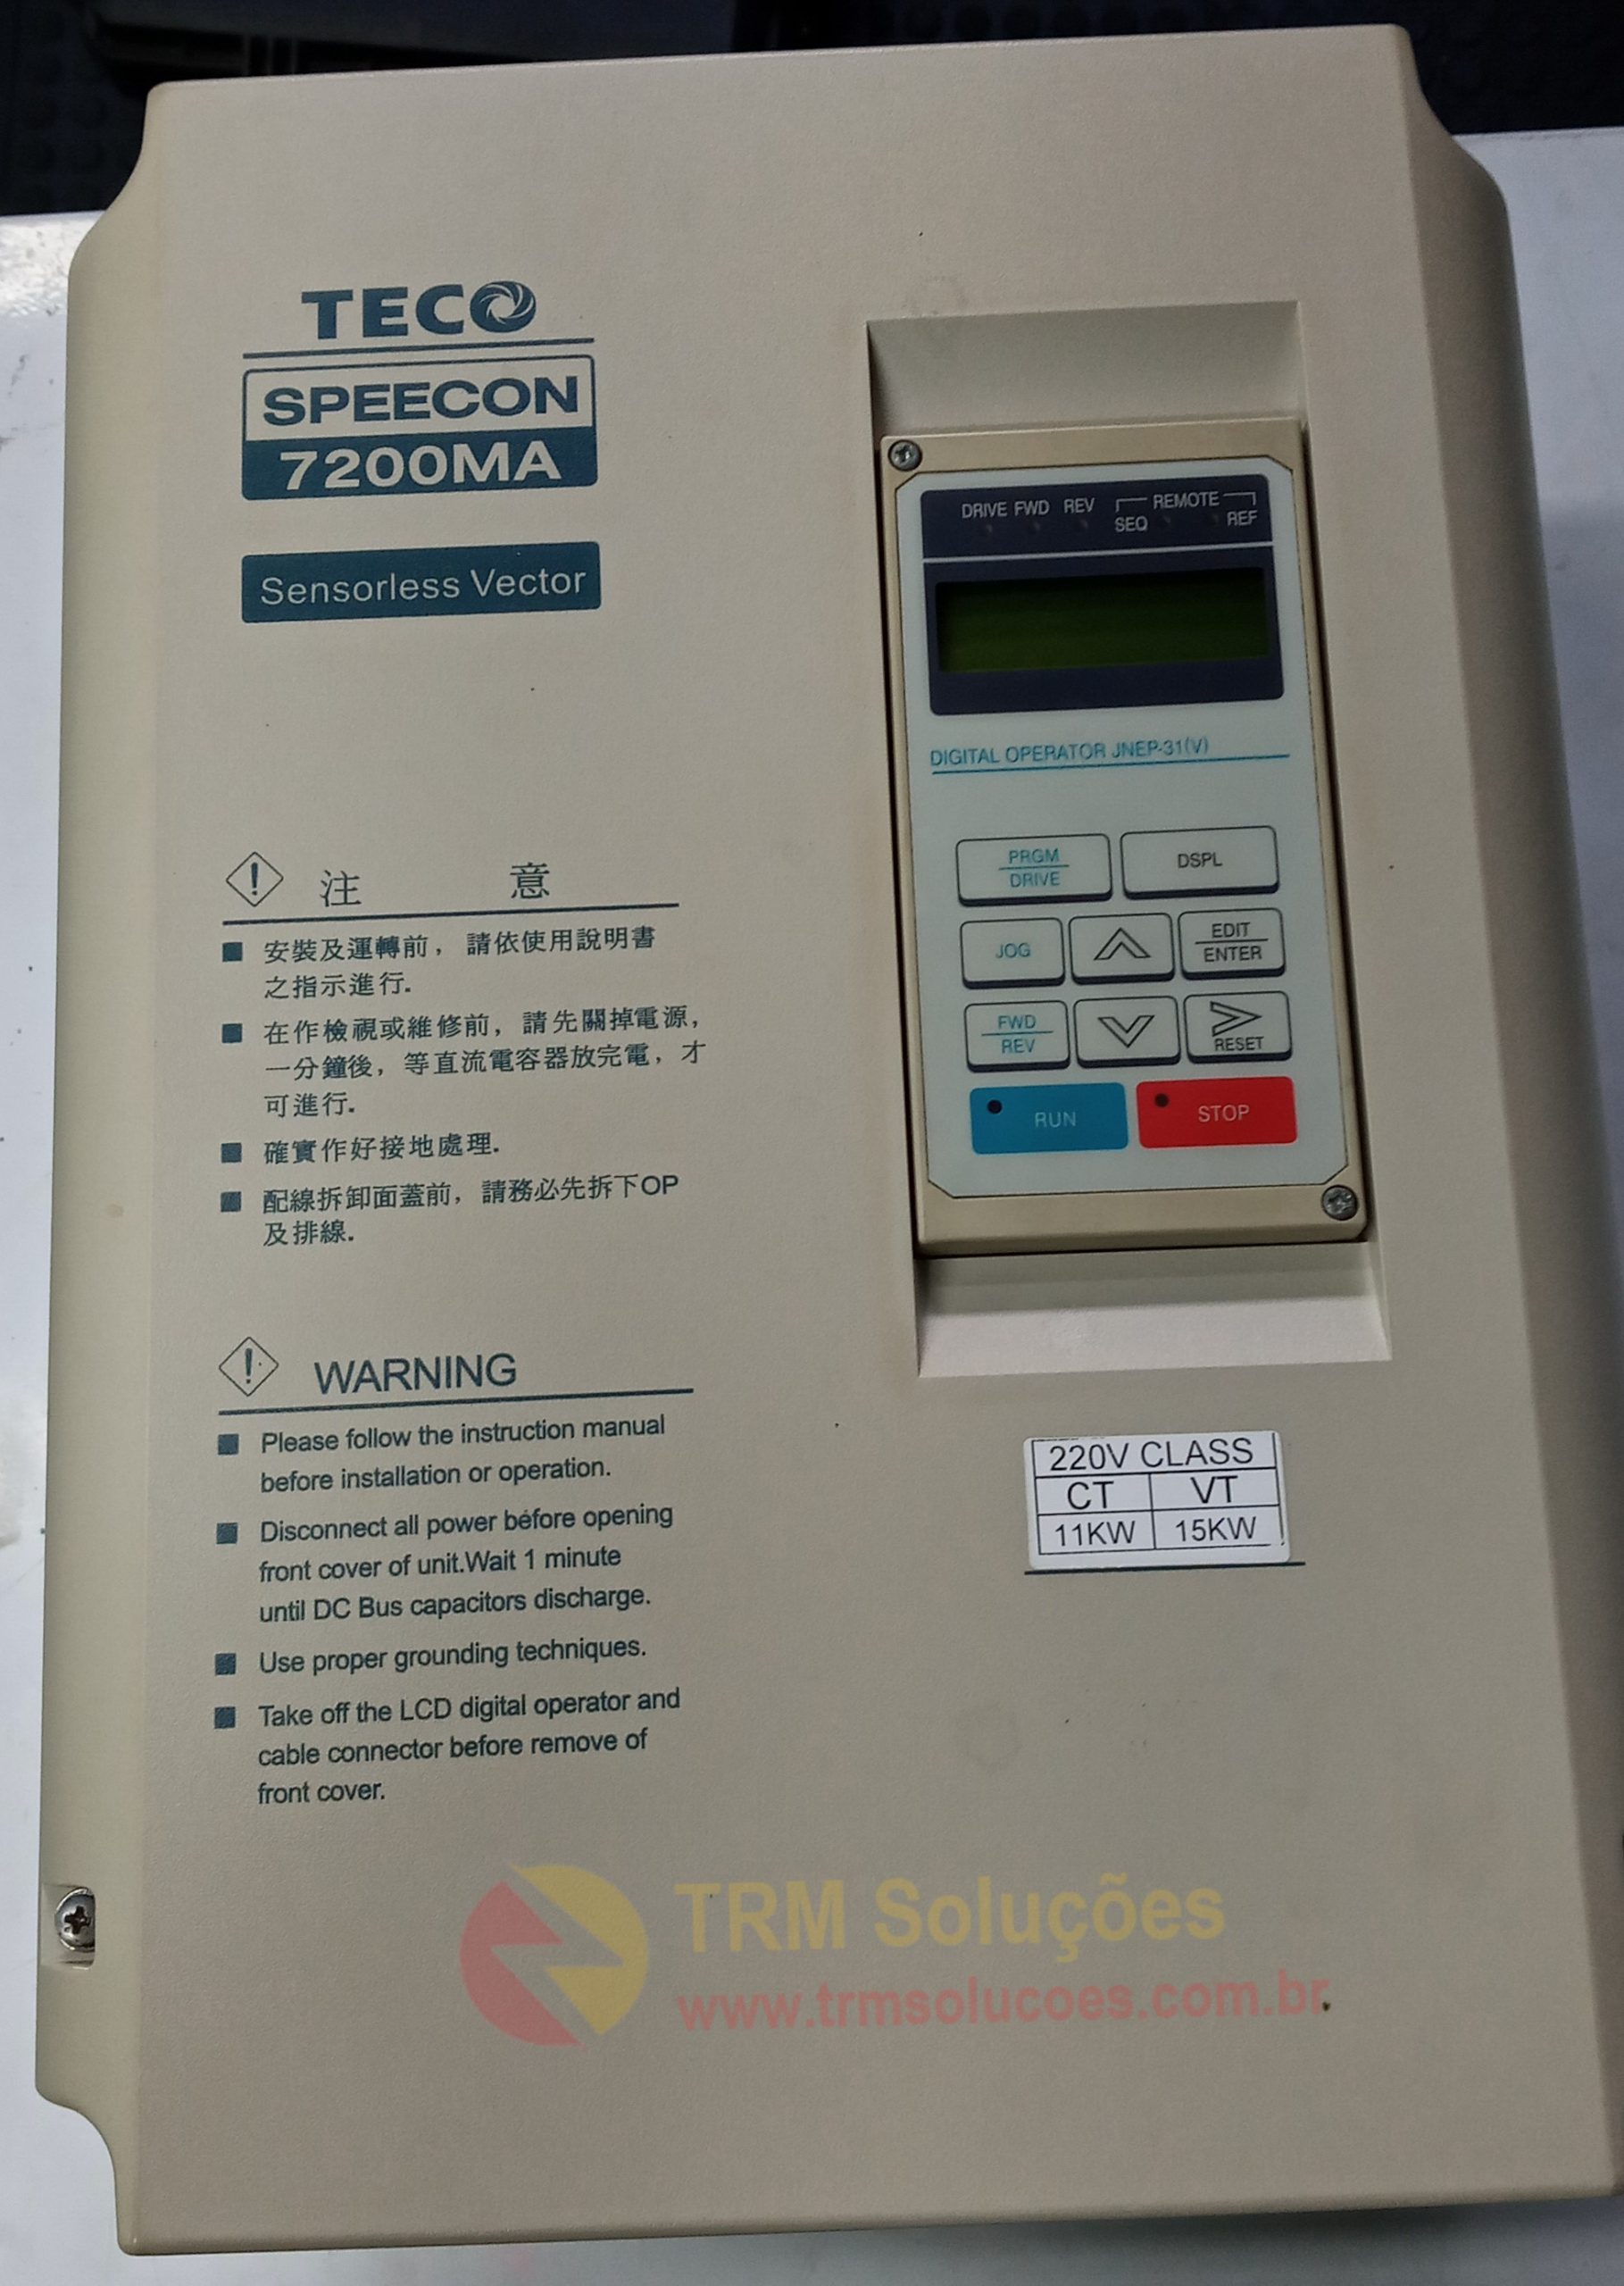 TECO
SPEECON
7200MA
Sensorless Vector
DRIVE FWD REV REMOTE
SEQ REF
DIGITAL OPERATOR JNEP-31(V)
PRGM
DRIVE
DSPL
JOG
EDIT
ENTER
FWD
REV
RESET
RUN
STOP
注 意
安裝及運轉前，請依使用說明書
之指示進行.
在作檢視或維修前，請先關掉電源，
一分鐘後，等直流電容器放完電，才
可進行.
確實作好接地處理.
配線拆卸面蓋前，請務必先拆下OP
及排線.
WARNING
Please follow the instruction manual
before installation or operation.
Disconnect all power before opening
front cover of unit.Wait 1 minute
until DC Bus capacitors discharge.
Use proper grounding techniques.
Take off the LCD digital operator and
cable connector before remove of
front cover.
220V CLASS
CT VT
11KW 15KW
TRM Soluções
www.trmsolucoes.com.br